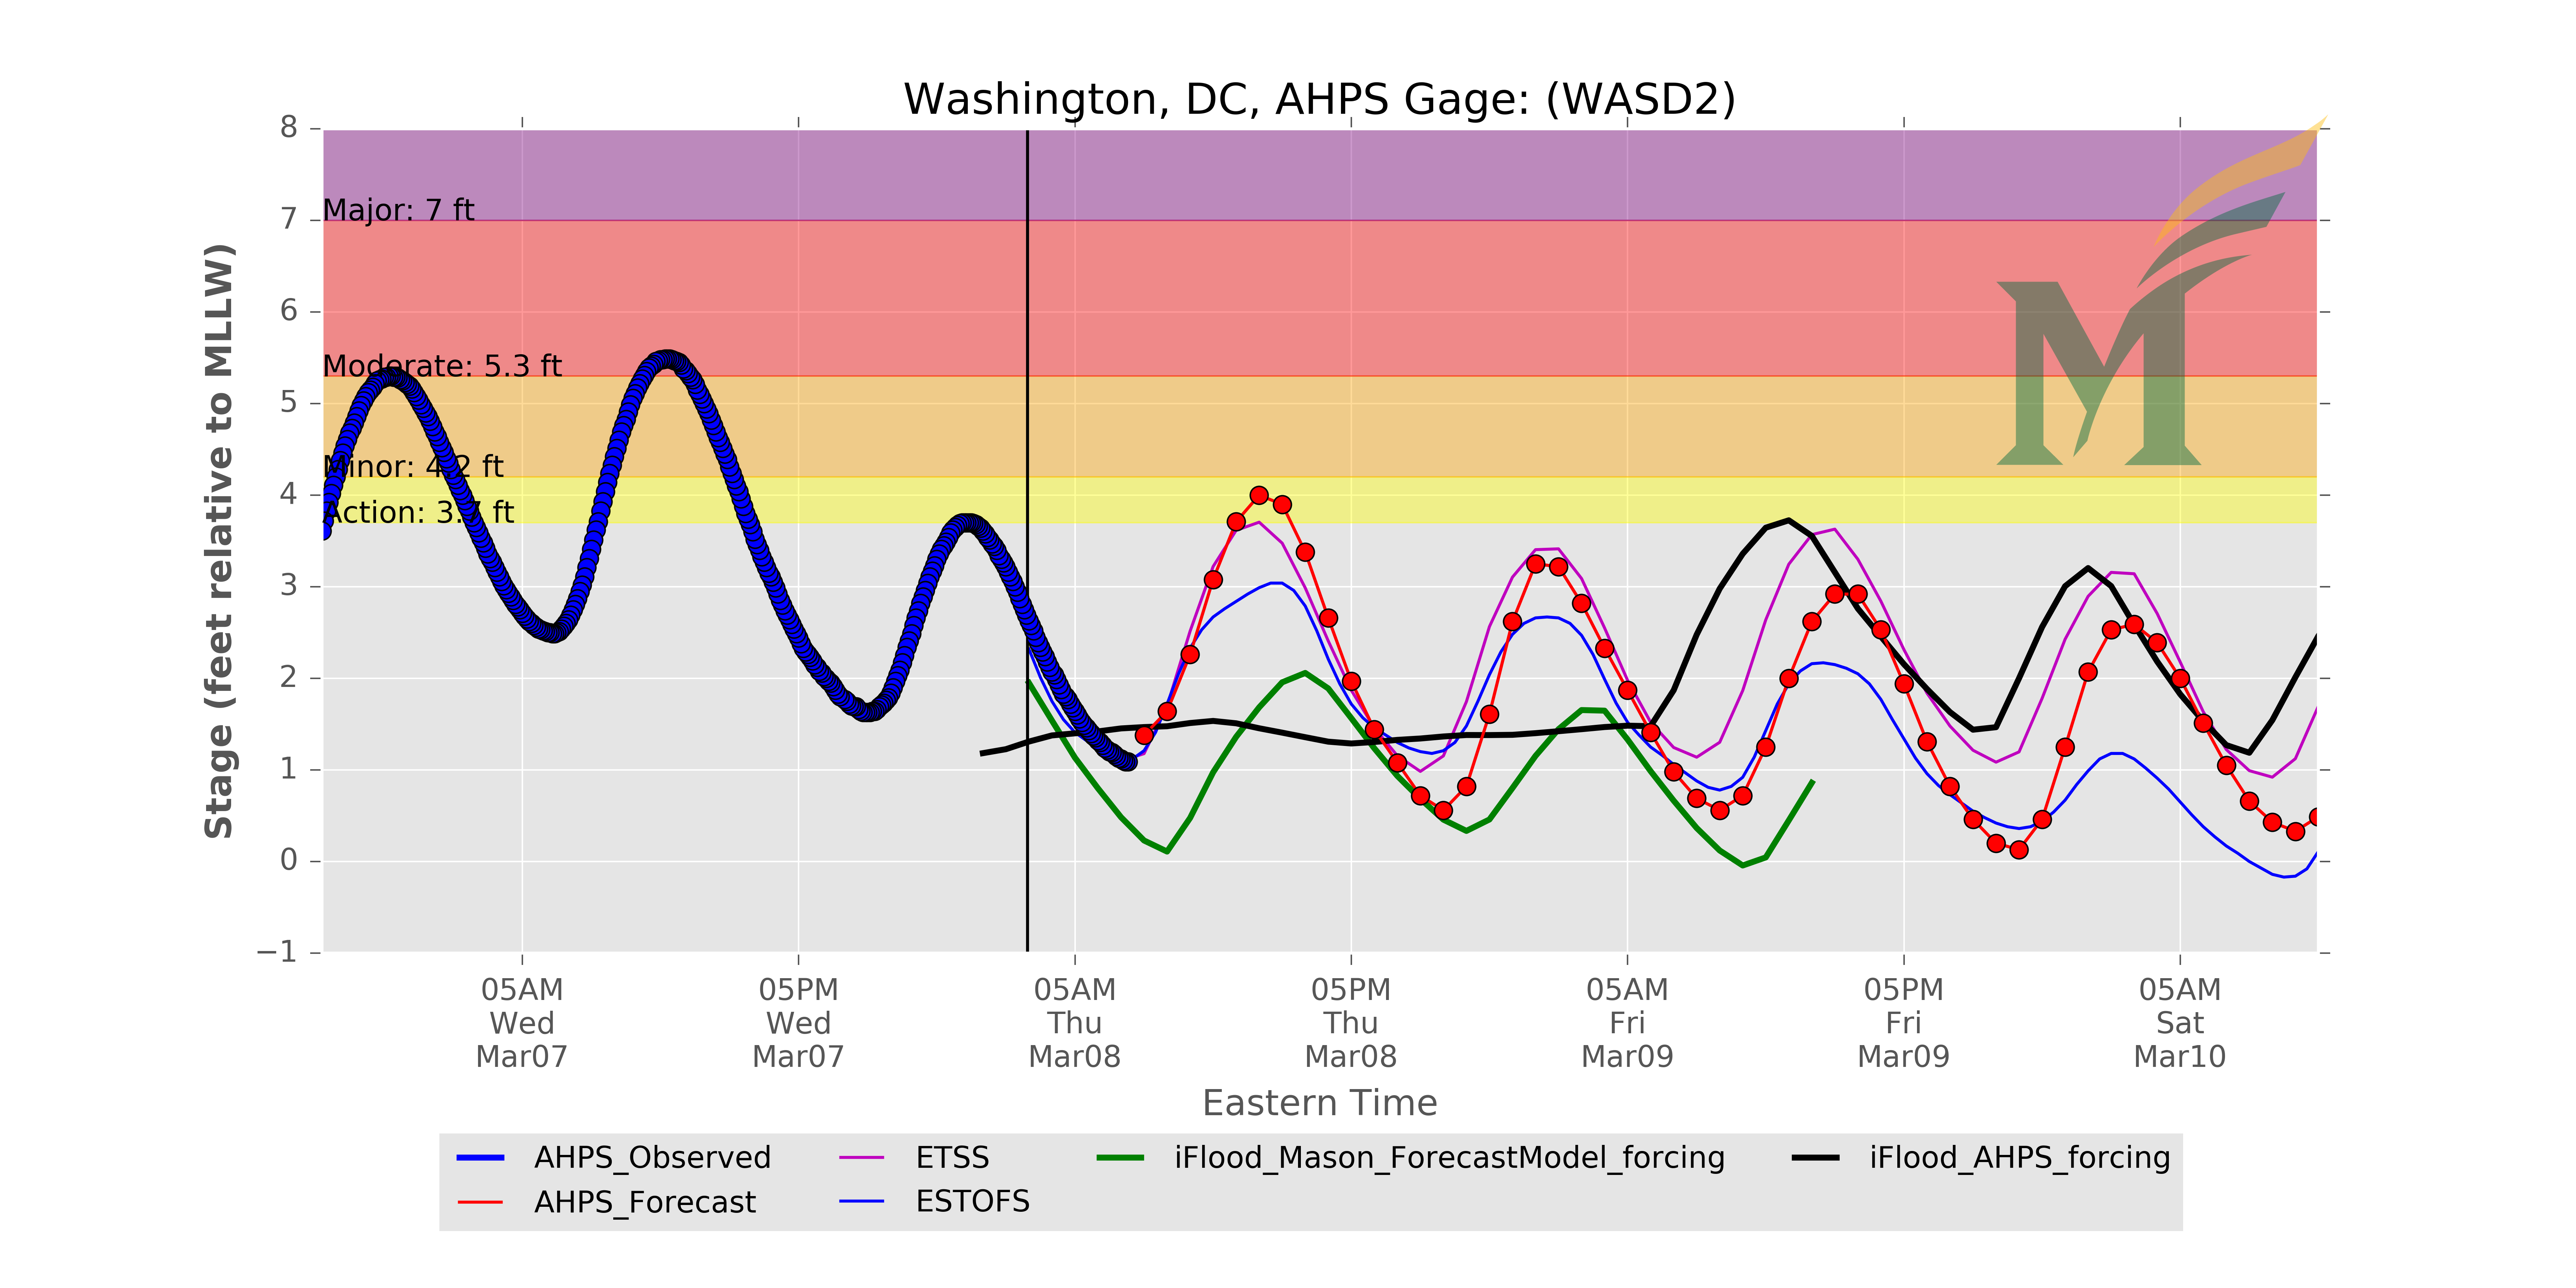 Washington, DC, AHPS Gage: (WASD2)
Stage (feet relative to MLLW)
8
7
6
5
4
3
2
1
0
−1
Major: 7 ft
Moderate: 5.3 ft
Minor: 4.2 ft
Action: 3.7 ft
M
05AM 05PM 05AM 05PM 05AM 05PM 05AM
Wed Wed Thu Thu Fri Fri Sat
Mar07 Mar07 Mar08 Mar08 Mar09 Mar09 Mar10
Eastern Time
AHPS_Observed ETSS iFlood_Mason_ForecastModel_forcing iFlood_AHPS_forcing
AHPS_Forecast ESTOFS